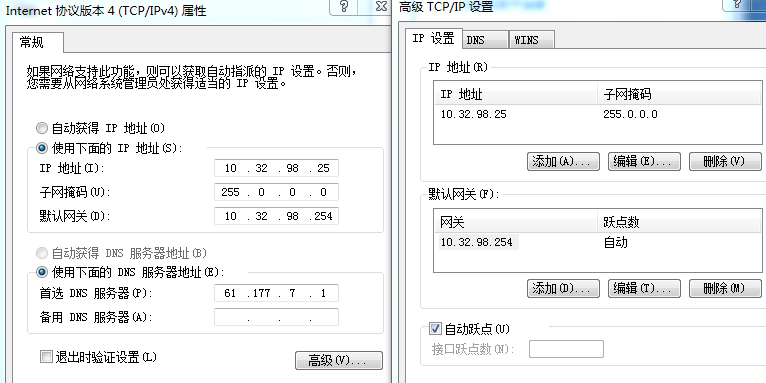 Internet 协议版本 4 (TCP/IPv4) 属性
?
常规
如果网络支持此功能，则可以获取自动指派的 IP 设置。否则，
您需要从网络系统管理员处获得适当的 IP 设置。
自动获得 IP 地址(O)
使用下面的 IP 地址(S):
IP 地址(I): 10 . 32 . 98 . 25
子网掩码(U): 255 . 0 . 0 . 0
默认网关(D): 10 . 32 . 98 .254
自动获得 DNS 服务器地址(B)
使用下面的 DNS 服务器地址(E):
首选 DNS 服务器(P): 61 .177 . 7 . 1
备用 DNS 服务器(A): . . .
退出时验证设置(L)
高级(V)...
高级 TCP/IP 设置
?
IP 设置 DNS WINS
IP 地址(R)
IP 地址 子网掩码
10.32.98.25 255.0.0.0
添加(A)... 编辑(E)... 删除(V)
默认网关(F):
网关 跃点数
10.32.98.254 自动
添加(D)... 编辑(T)... 删除(M)
自动跃点(U)
接口跃点数(N):